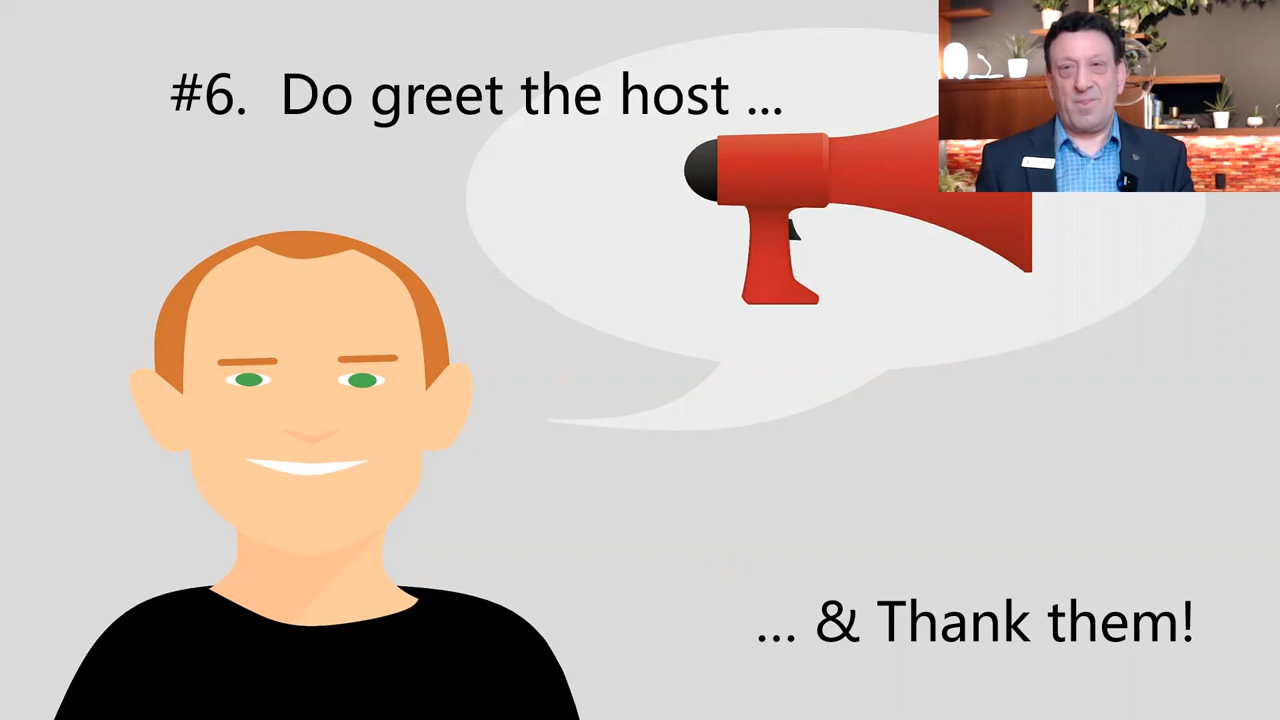 #6.  Do greet the host ...
... & Thank them!